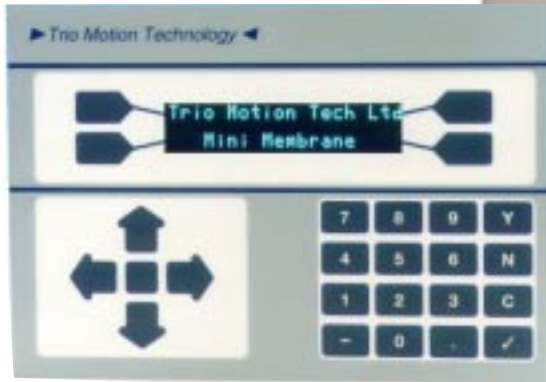 Trio Motion Technology
Trio Motion Tech Ltd
Mini Membrane
7 8 9 Y
4 5 6 N
1 2 3 C
- 0 . ✓